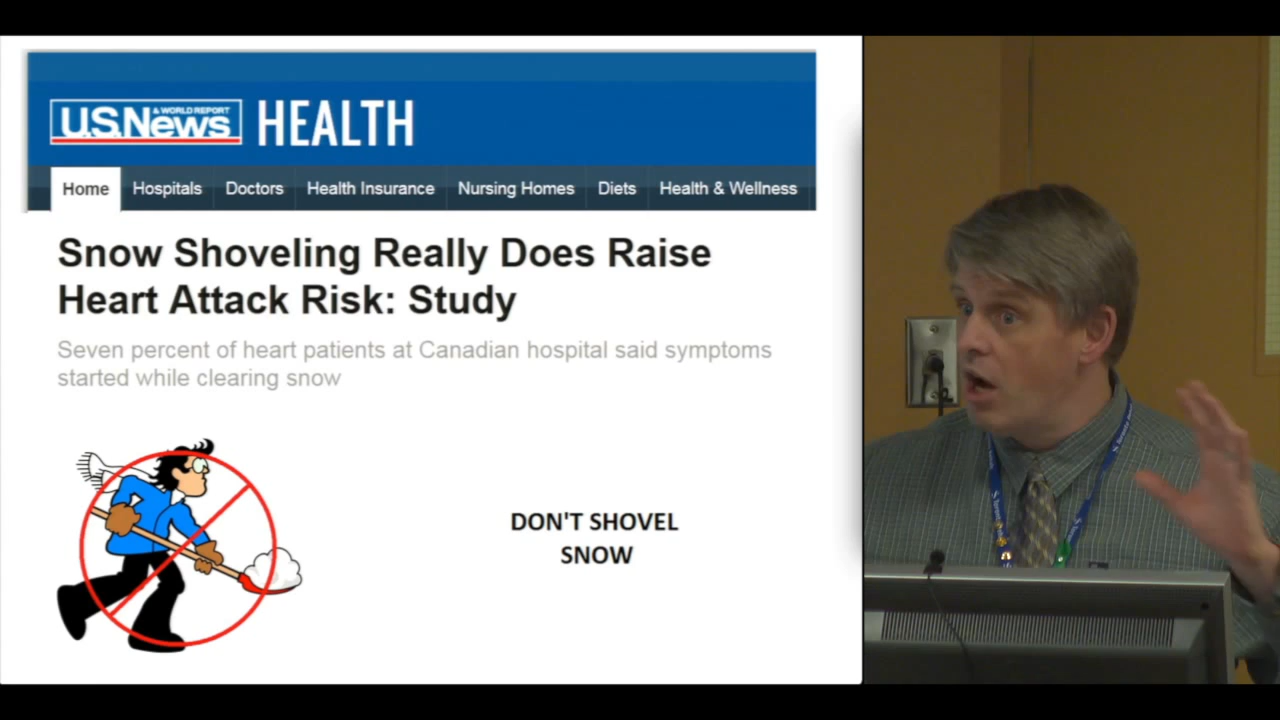 U.S.News
& WORLD REPORT
HEALTH
Home Hospitals Doctors Health Insurance Nursing Homes Diets Health & Wellness
Snow Shoveling Really Does Raise
Heart Attack Risk: Study
Seven percent of heart patients at Canadian hospital said symptoms
started while clearing snow
DON'T SHOVEL
SNOW